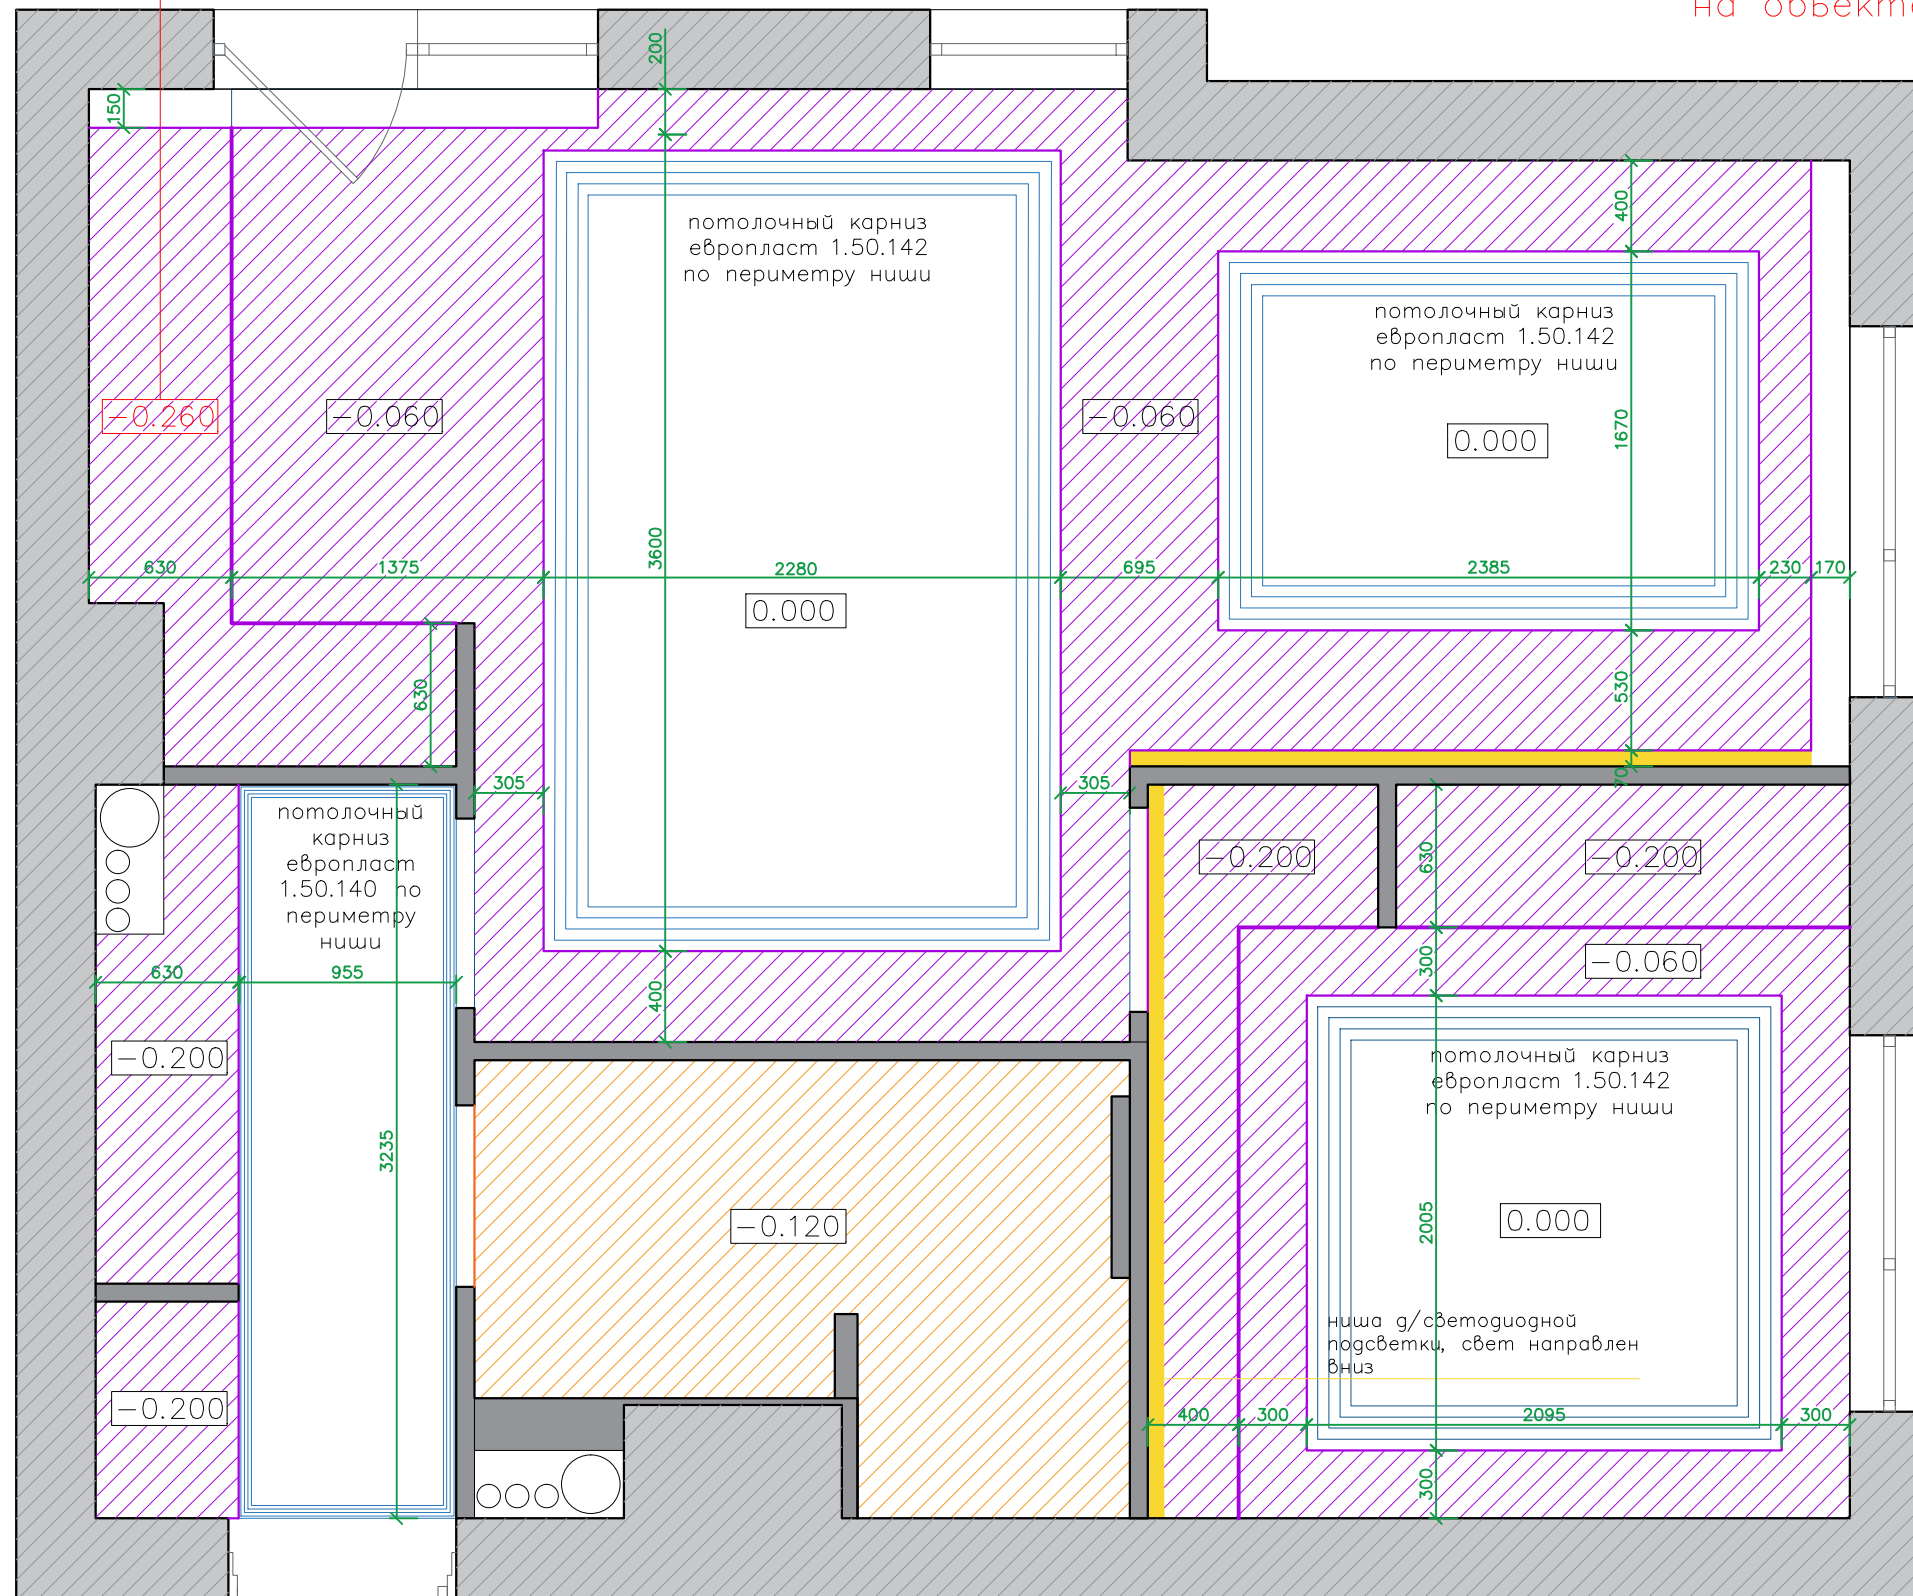 на объекте
200
150
потолочный карниз
европласт 1.50.142
по периметру ниши
400
потолочный карниз
европласт 1.50.142
по периметру ниши
-0.260
-0.060
-0.060
0.000
1670
3600
630
1375
2280
695
2385
230
170
0.000
630
530
305
305
70
потолочный
карниз
европласт
1.50.140 по
периметру
ниши
-0.200
630
-0.200
300
-0.060
630
955
400
-0.200
потолочный карниз
европласт 1.50.142
по периметру ниши
3235
-0.120
2005
0.000
ниша д/светодиодной
подсветки, свет направлен
вниз
-0.200
400
300
2095
300
300